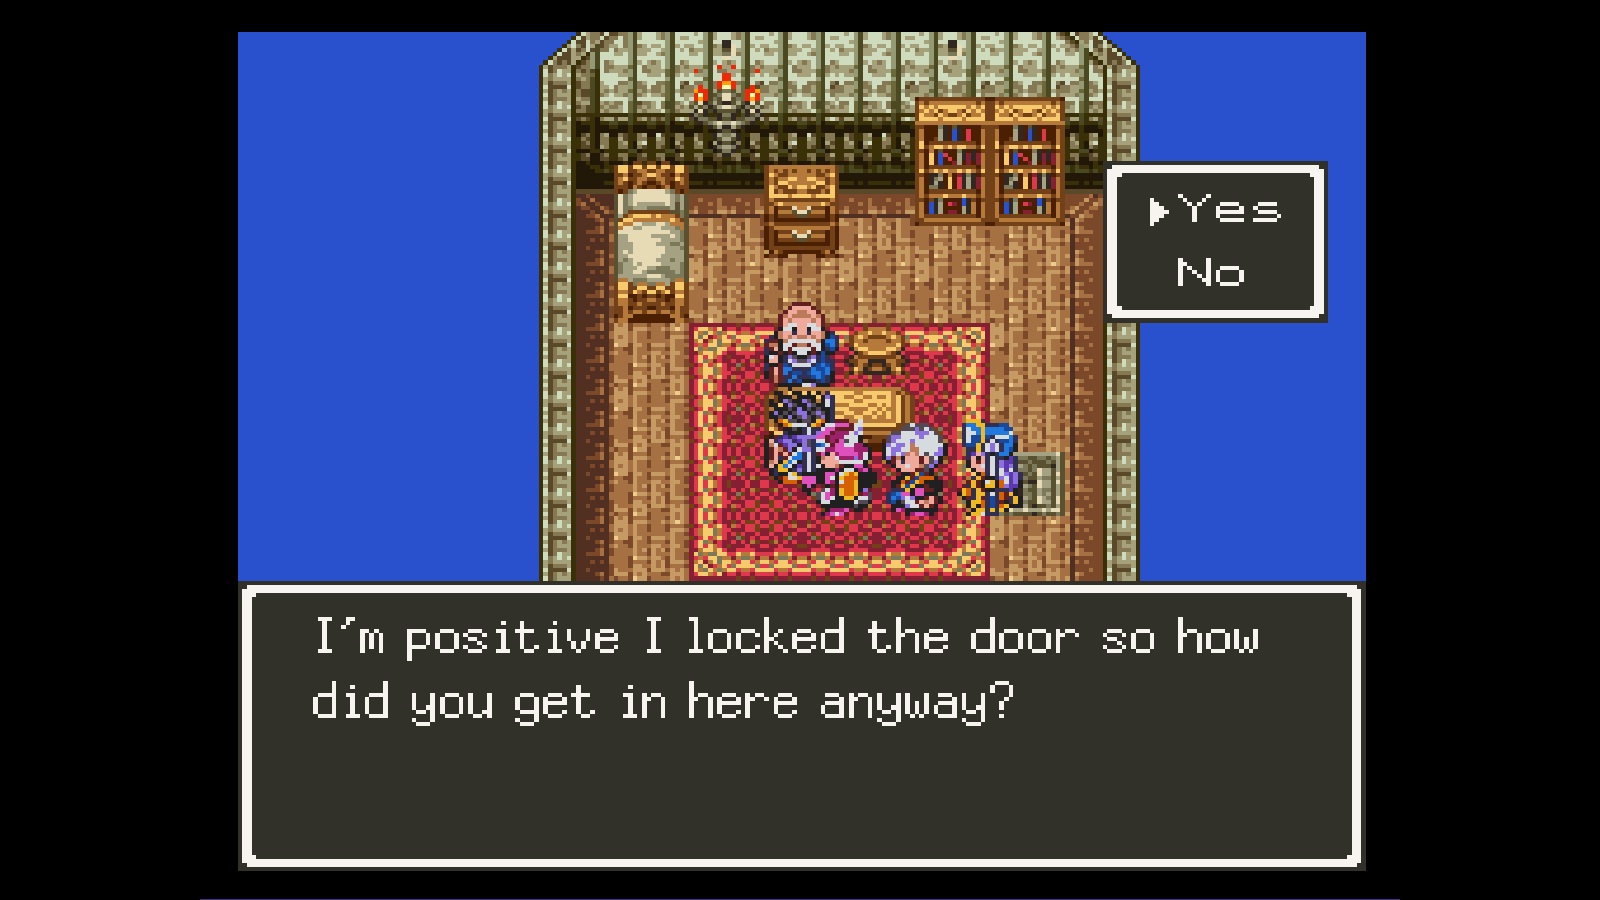 Yes
No
I'm positive I locked the door so how
did you get in here anyway?